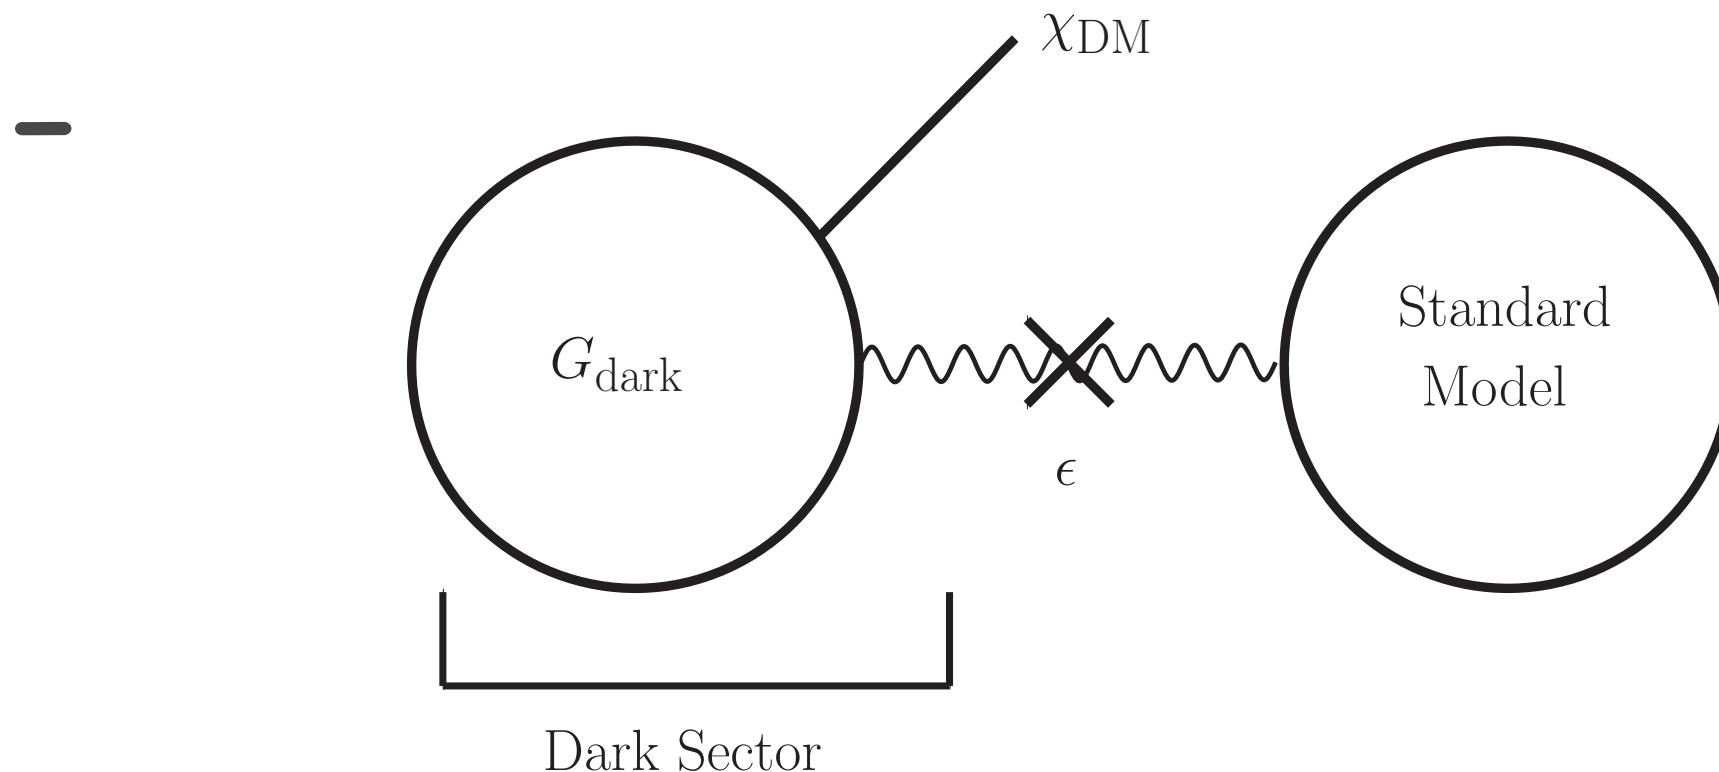 χDM
Gdark
Standard
Model
ϵ
Dark Sector